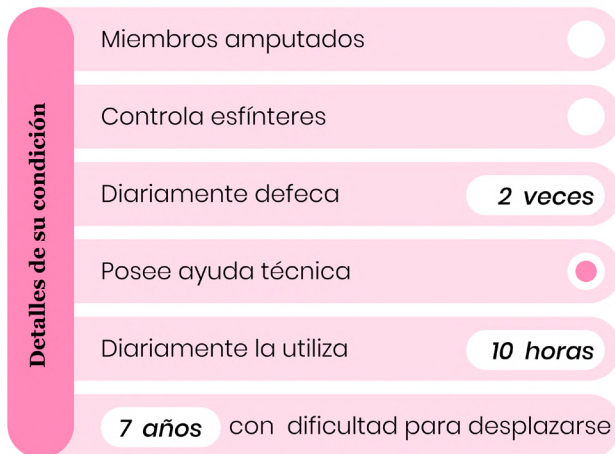 Detalles de su condición
Miembros amputados
Controla esfínteres
Diariamente defeca 2 veces
Posee ayuda técnica
Diariamente la utiliza 10 horas
7 años con dificultad para desplazarse